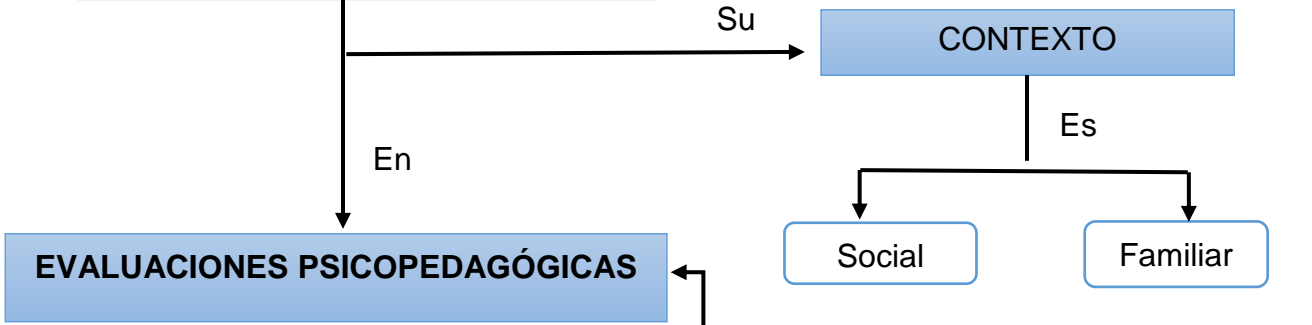 Su
CONTEXTO
Es
En
Social
Familiar
EVALUACIONES PSICOPEDAGÓGICAS